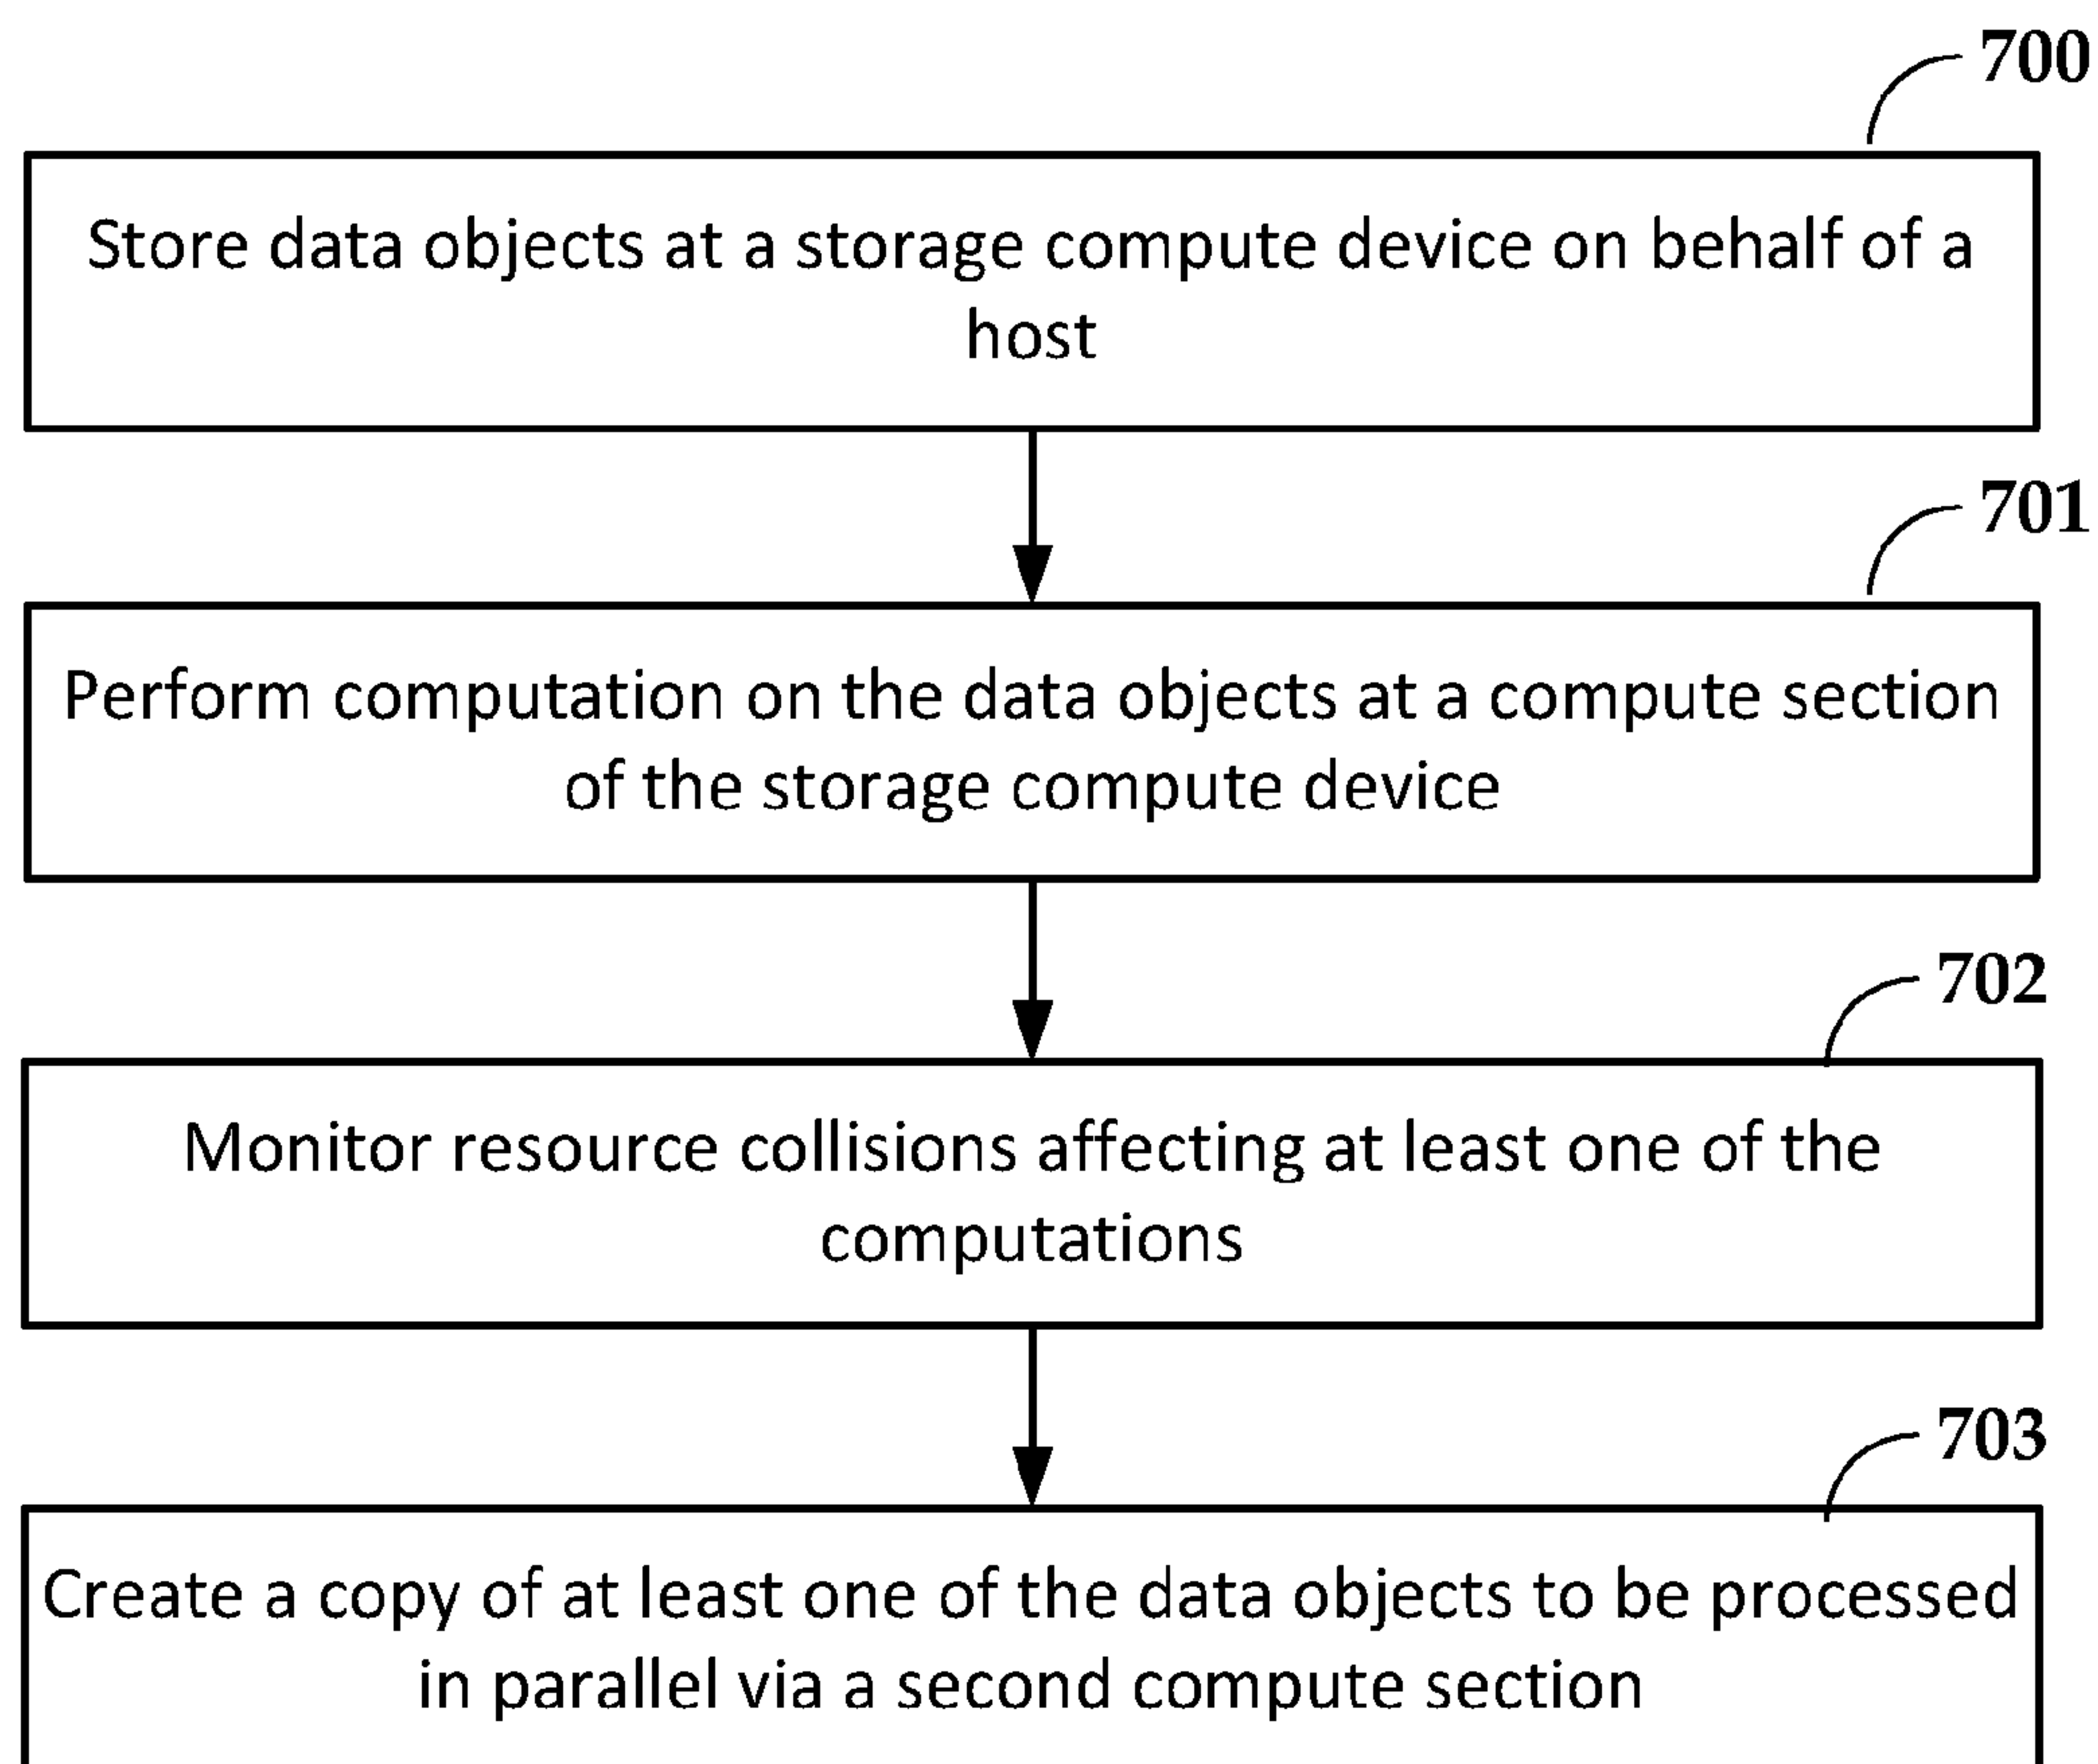 700
Store data objects at a storage compute device on behalf of a
host
701
Perform computation on the data objects at a compute section
of the storage compute device
702
Monitor resource collisions affecting at least one of the
computations
703
Create a copy of at least one of the data objects to be processed
in parallel via a second compute section